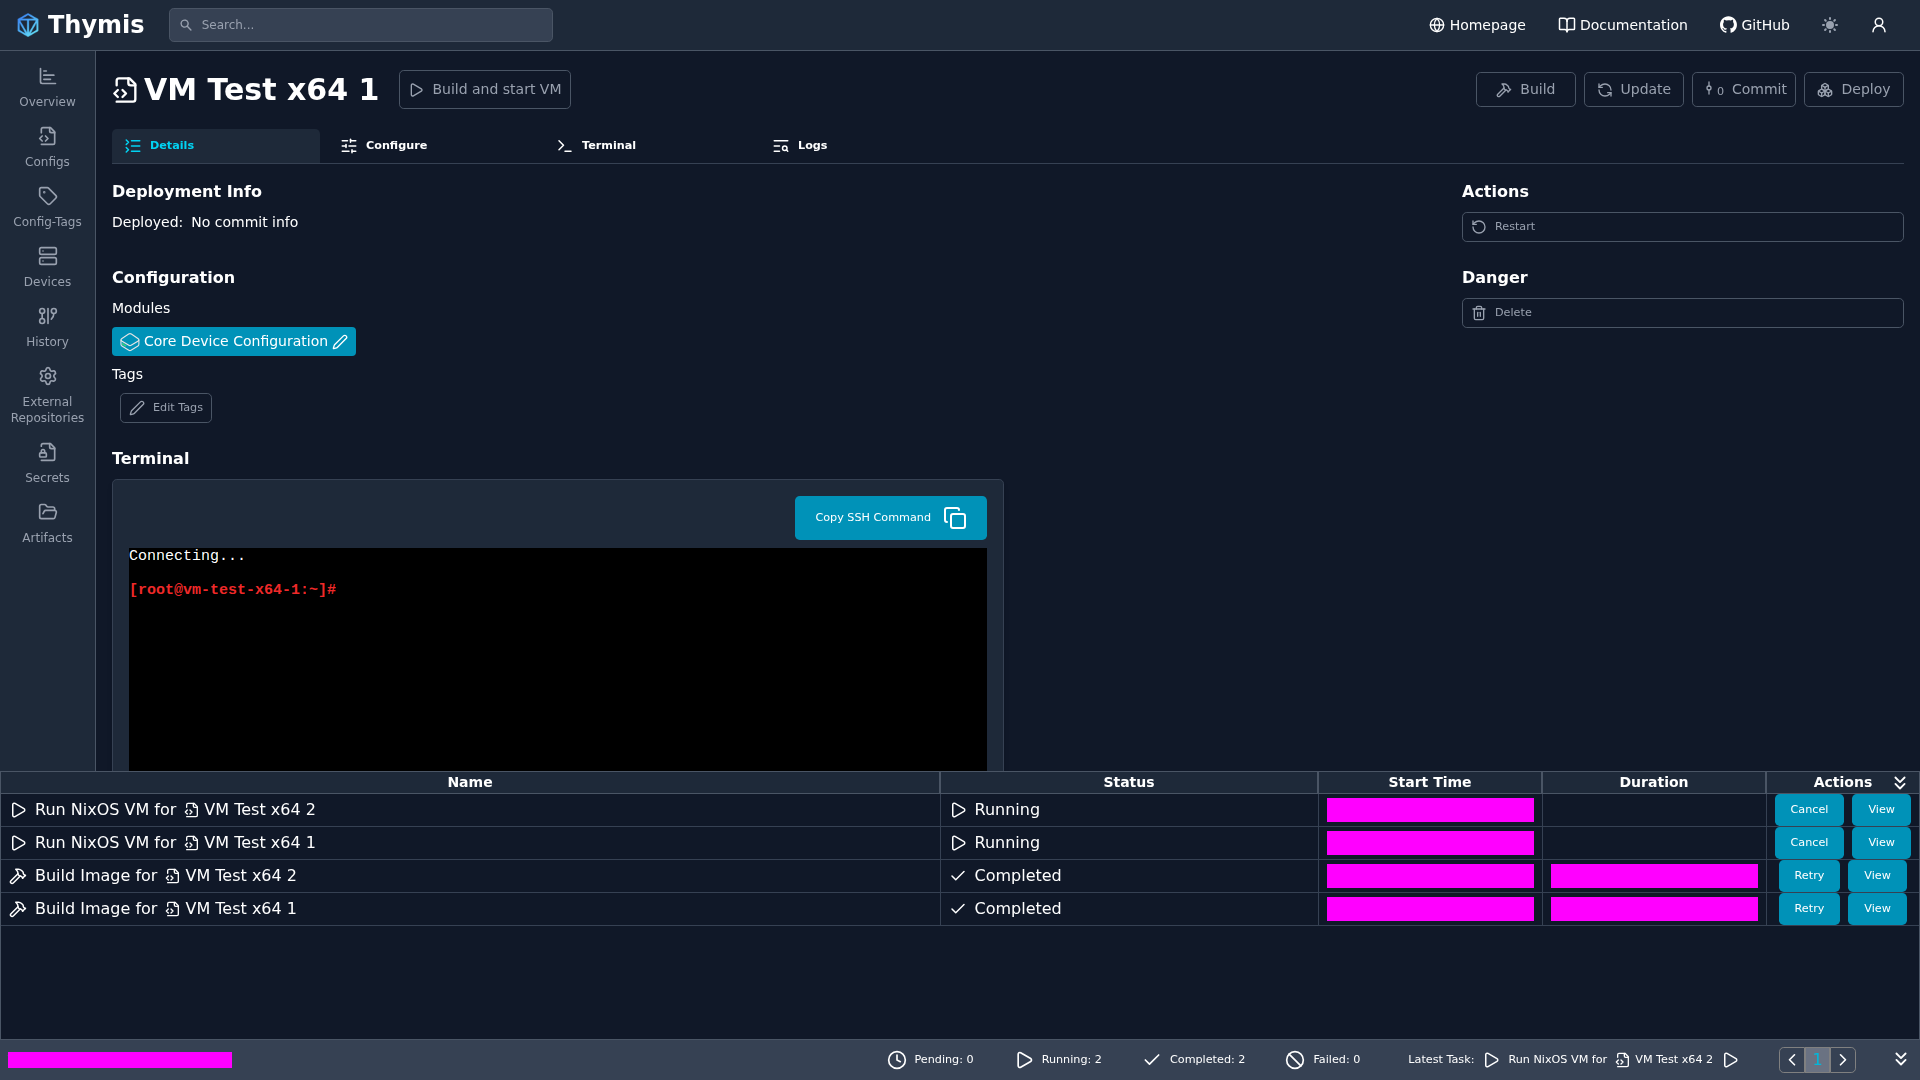 Thymis
Search...
Homepage
Documentation
GitHub
Overview
Configs
Config-Tags
Devices
History
External
Repositories
Secrets
Artifacts
VM Test x64 1
Build and start VM
Build
Update
0 Commit
Deploy
Details
Configure
Terminal
Logs
Deployment Info
Deployed: No commit info
Configuration
Modules
Core Device Configuration
Tags
Edit Tags
Actions
Restart
Danger
Delete
Terminal
Copy SSH Command
Connecting...
[root@vm-test-x64-1:~]#
Name Status Start Time Duration Actions
Run NixOS VM for VM Test x64 2 Running Cancel View
Run NixOS VM for VM Test x64 1 Running Cancel View
Build Image for VM Test x64 2 Completed Retry View
Build Image for VM Test x64 1 Completed Retry View
Pending: 0 Running: 2 Completed: 2 Failed: 0 Latest Task: Run NixOS VM for VM Test x64 2 1